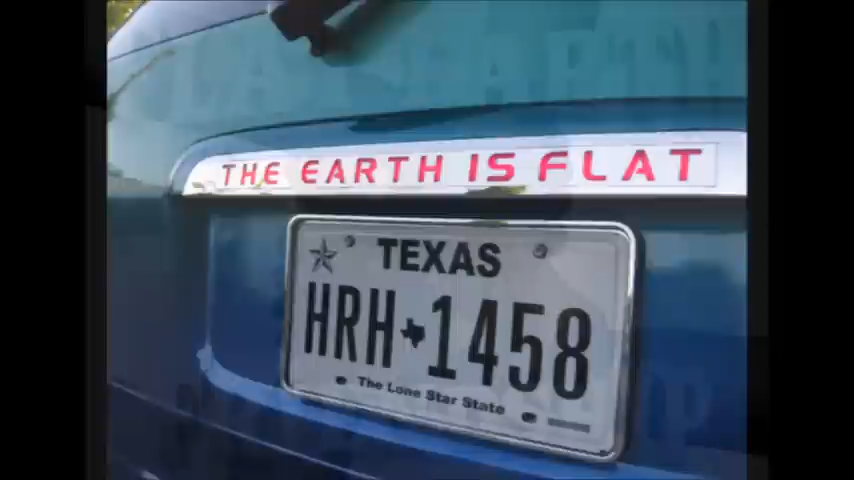 THE EARTH IS FLAT
TEXAS
HRH 1458
The Lone Star State